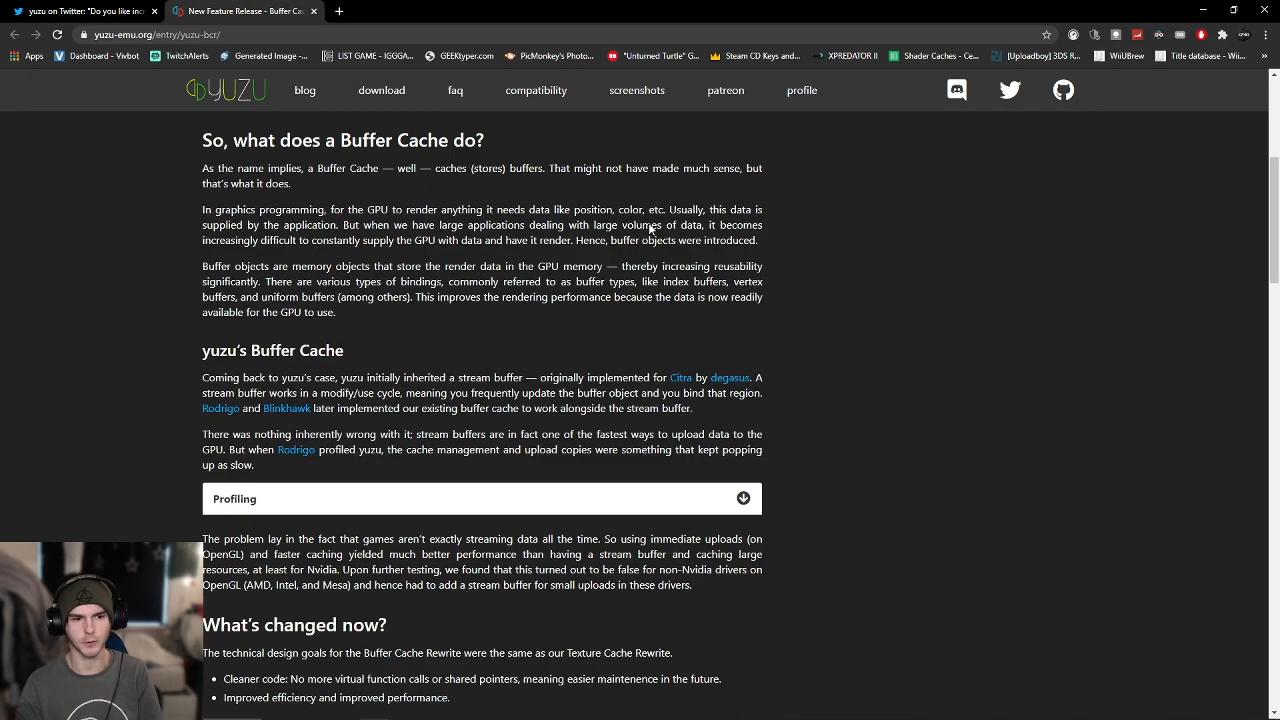 yuzu on Twitter: "Do you like incr
New Feature Release - Buffer Ca
yuzu-emu.org/entry/yuzu-bcr/
Apps Dashboard - Vivbot TwitchAlerts Generated Image -... LIST GAME - IGGGA... GEEKtyper.com PicMonkey's Photo... "Unturned Turtle" G... Steam CD Keys and... XPREDATOR II Shader Caches - Ce... [Uploadboy] 3DS R... WiiUBrew Title database - Wii...
YUZU blog download faq compatibility screenshots patreon profile
So, what does a Buffer Cache do?
As the name implies, a Buffer Cache — well — caches (stores) buffers. That might not have made much sense, but
that's what it does.
In graphics programming, for the GPU to render anything it needs data like position, color, etc. Usually, this data is
supplied by the application. But when we have large applications dealing with large volumes of data, it becomes
increasingly difficult to constantly supply the GPU with data and have it render. Hence, buffer objects were introduced.
Buffer objects are memory objects that store the render data in the GPU memory — thereby increasing reusability
significantly. There are various types of bindings, commonly referred to as buffer types, like index buffers, vertex
buffers, and uniform buffers (among others). This improves the rendering performance because the data is now readily
available for the GPU to use.
yuzu's Buffer Cache
Coming back to yuzu's case, yuzu initially inherited a stream buffer — originally implemented for Citra by degasus. A
stream buffer works in a modify/use cycle, meaning you frequently update the buffer object and you bind that region.
Rodrigo and Blinkhawk later implemented our existing buffer cache to work alongside the stream buffer.
There was nothing inherently wrong with it; stream buffers are in fact one of the fastest ways to upload data to the
GPU. But when Rodrigo profiled yuzu, the cache management and upload copies were something that kept popping
up as slow.
Profiling
The problem lay in the fact that games aren't exactly streaming data all the time. So using immediate uploads (on
OpenGL) and faster caching yielded much better performance than having a stream buffer and caching large
resources, at least for Nvidia. Upon further testing, we found that this turned out to be false for non-Nvidia drivers on
OpenGL (AMD, Intel, and Mesa) and hence had to add a stream buffer for small uploads in these drivers.
What's changed now?
The technical design goals for the Buffer Cache Rewrite were the same as our Texture Cache Rewrite.
Cleaner code: No more virtual function calls or shared pointers, meaning easier maintenence in the future.
Improved efficiency and improved performance.